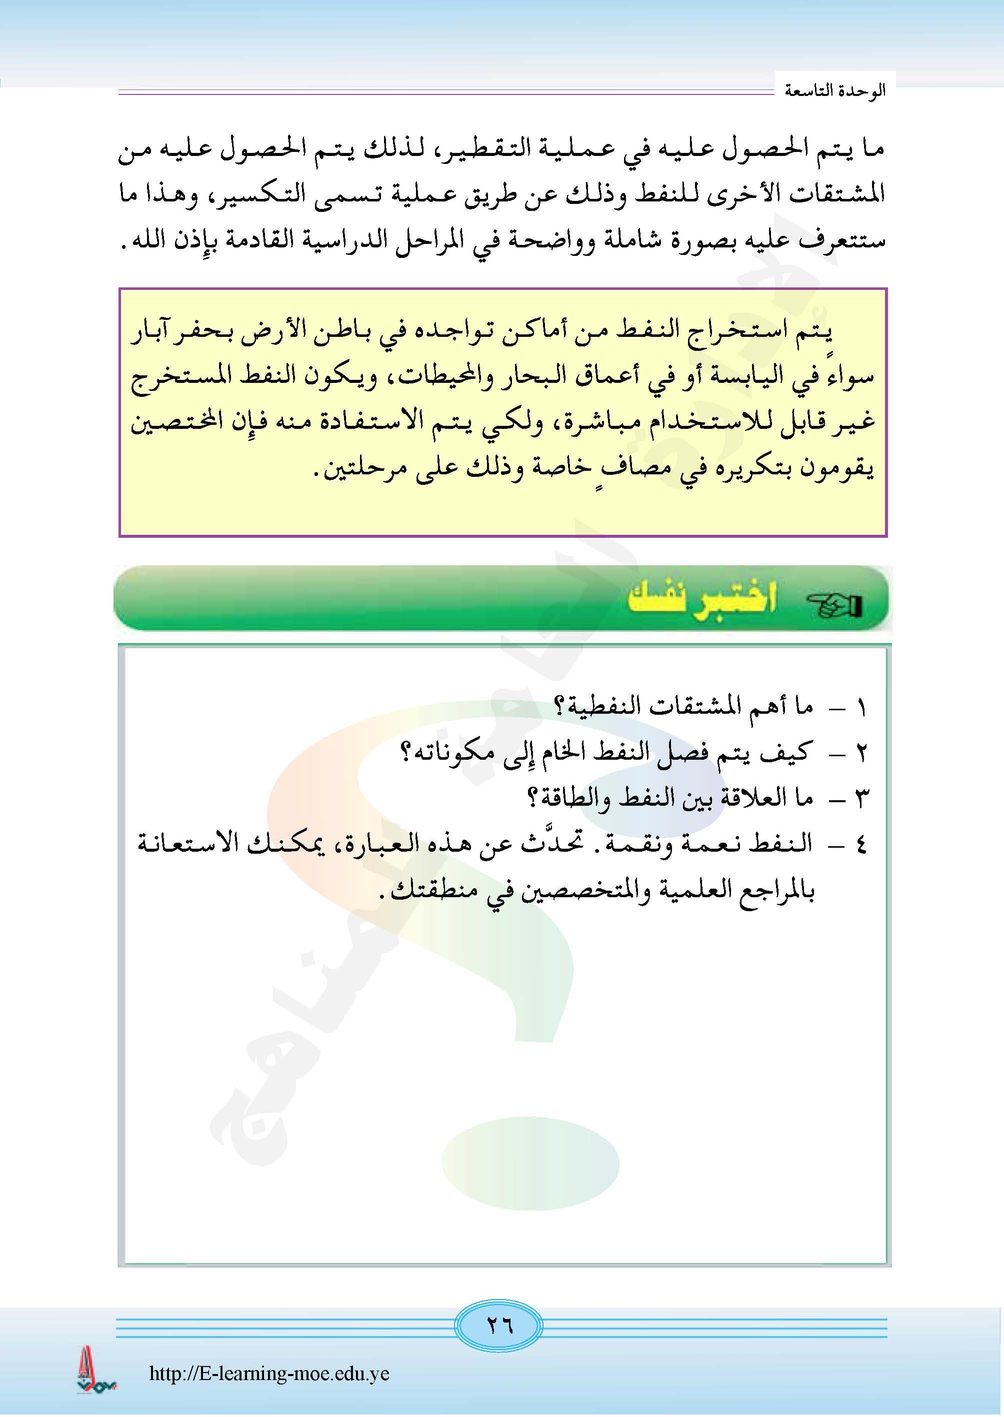 الوحدة التاسعة
ما يتم الحصول عليه في عملية التقطير، لذلك يتم الحصول عليه من
المشتقات الأخرى للنفط وذلك عن طريق عملية تسمى التكسير، وهذا ما
ستتعرف عليه بصورة شاملة وواضحة في المراحل الدراسية القادمة بإذن الله.
يتم استخراج النفط من أماكن تواجده في باطن الأرض بحفر آبار
سواءٍ في اليابسة أو في أعماق البحار والمحيطات، ويكون النفط المستخرج
غير قابل للاستخدام مباشرة، ولكي يتم الاستفادة منه فإن المختصين
يقومون بتكريره في مصافٍ خاصة وذلك على مرحلتين.
اختبر نفسك
١ – ما أهم المشتقات النفطية؟
٢ – كيف يتم فصل النفط الخام إلى مكوناته؟
٣ – ما العلاقة بين النفط والطاقة؟
٤ – النفط نعمة ونقمة. تحدَّث عن هذه العبارة، يمكنك الاستعانة
بالمراجع العلمية والمتخصصين في منطقتك.
الإدارة العامة للمناهج
٢٦
http://E-learning-moe.edu.ye